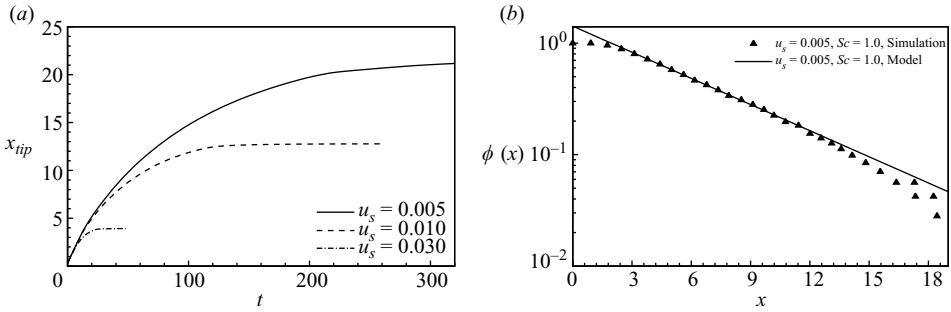 (a)
25
20
15
10
5
x_tip
0
100
200
300
t
u_s = 0.005
u_s = 0.010
u_s = 0.030
(b)
10^0
10^−1
10^−2
ϕ (x)
0
3
6
9
12
15
18
x
u_s = 0.005, Sc = 1.0, Simulation
u_s = 0.005, Sc = 1.0, Model